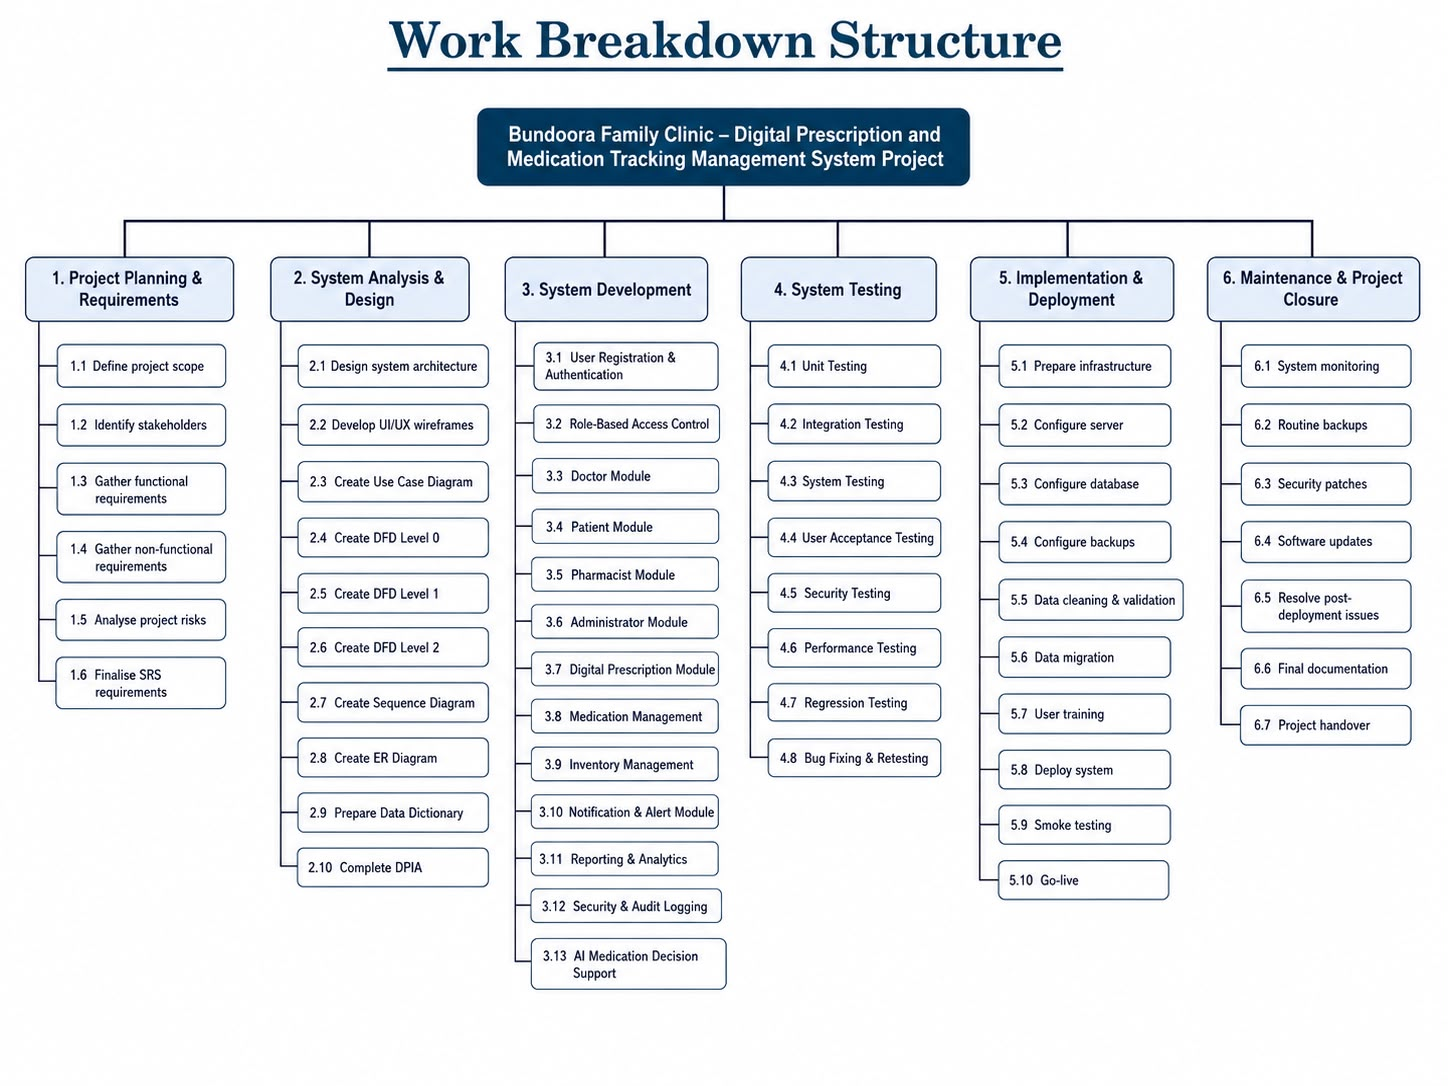 Work Breakdown Structure
Bundoora Family Clinic – Digital Prescription and
Medication Tracking Management System Project
1. Project Planning &
Requirements
1.1 Define project scope
1.2 Identify stakeholders
1.3 Gather functional
requirements
1.4 Gather non-functional
requirements
1.5 Analyse project risks
1.6 Finalise SRS
requirements
2. System Analysis &
Design
2.1 Design system architecture
2.2 Develop UI/UX wireframes
2.3 Create Use Case Diagram
2.4 Create DFD Level 0
2.5 Create DFD Level 1
2.6 Create DFD Level 2
2.7 Create Sequence Diagram
2.8 Create ER Diagram
2.9 Prepare Data Dictionary
2.10 Complete DPIA
3. System Development
3.1 User Registration &
Authentication
3.2 Role-Based Access Control
3.3 Doctor Module
3.4 Patient Module
3.5 Pharmacist Module
3.6 Administrator Module
3.7 Digital Prescription Module
3.8 Medication Management
3.9 Inventory Management
3.10 Notification & Alert Module
3.11 Reporting & Analytics
3.12 Security & Audit Logging
3.13 AI Medication Decision
Support
4. System Testing
4.1 Unit Testing
4.2 Integration Testing
4.3 System Testing
4.4 User Acceptance Testing
4.5 Security Testing
4.6 Performance Testing
4.7 Regression Testing
4.8 Bug Fixing & Retesting
5. Implementation &
Deployment
5.1 Prepare infrastructure
5.2 Configure server
5.3 Configure database
5.4 Configure backups
5.5 Data cleaning & validation
5.6 Data migration
5.7 User training
5.8 Deploy system
5.9 Smoke testing
5.10 Go-live
6. Maintenance & Project
Closure
6.1 System monitoring
6.2 Routine backups
6.3 Security patches
6.4 Software updates
6.5 Resolve post-
deployment issues
6.6 Final documentation
6.7 Project handover